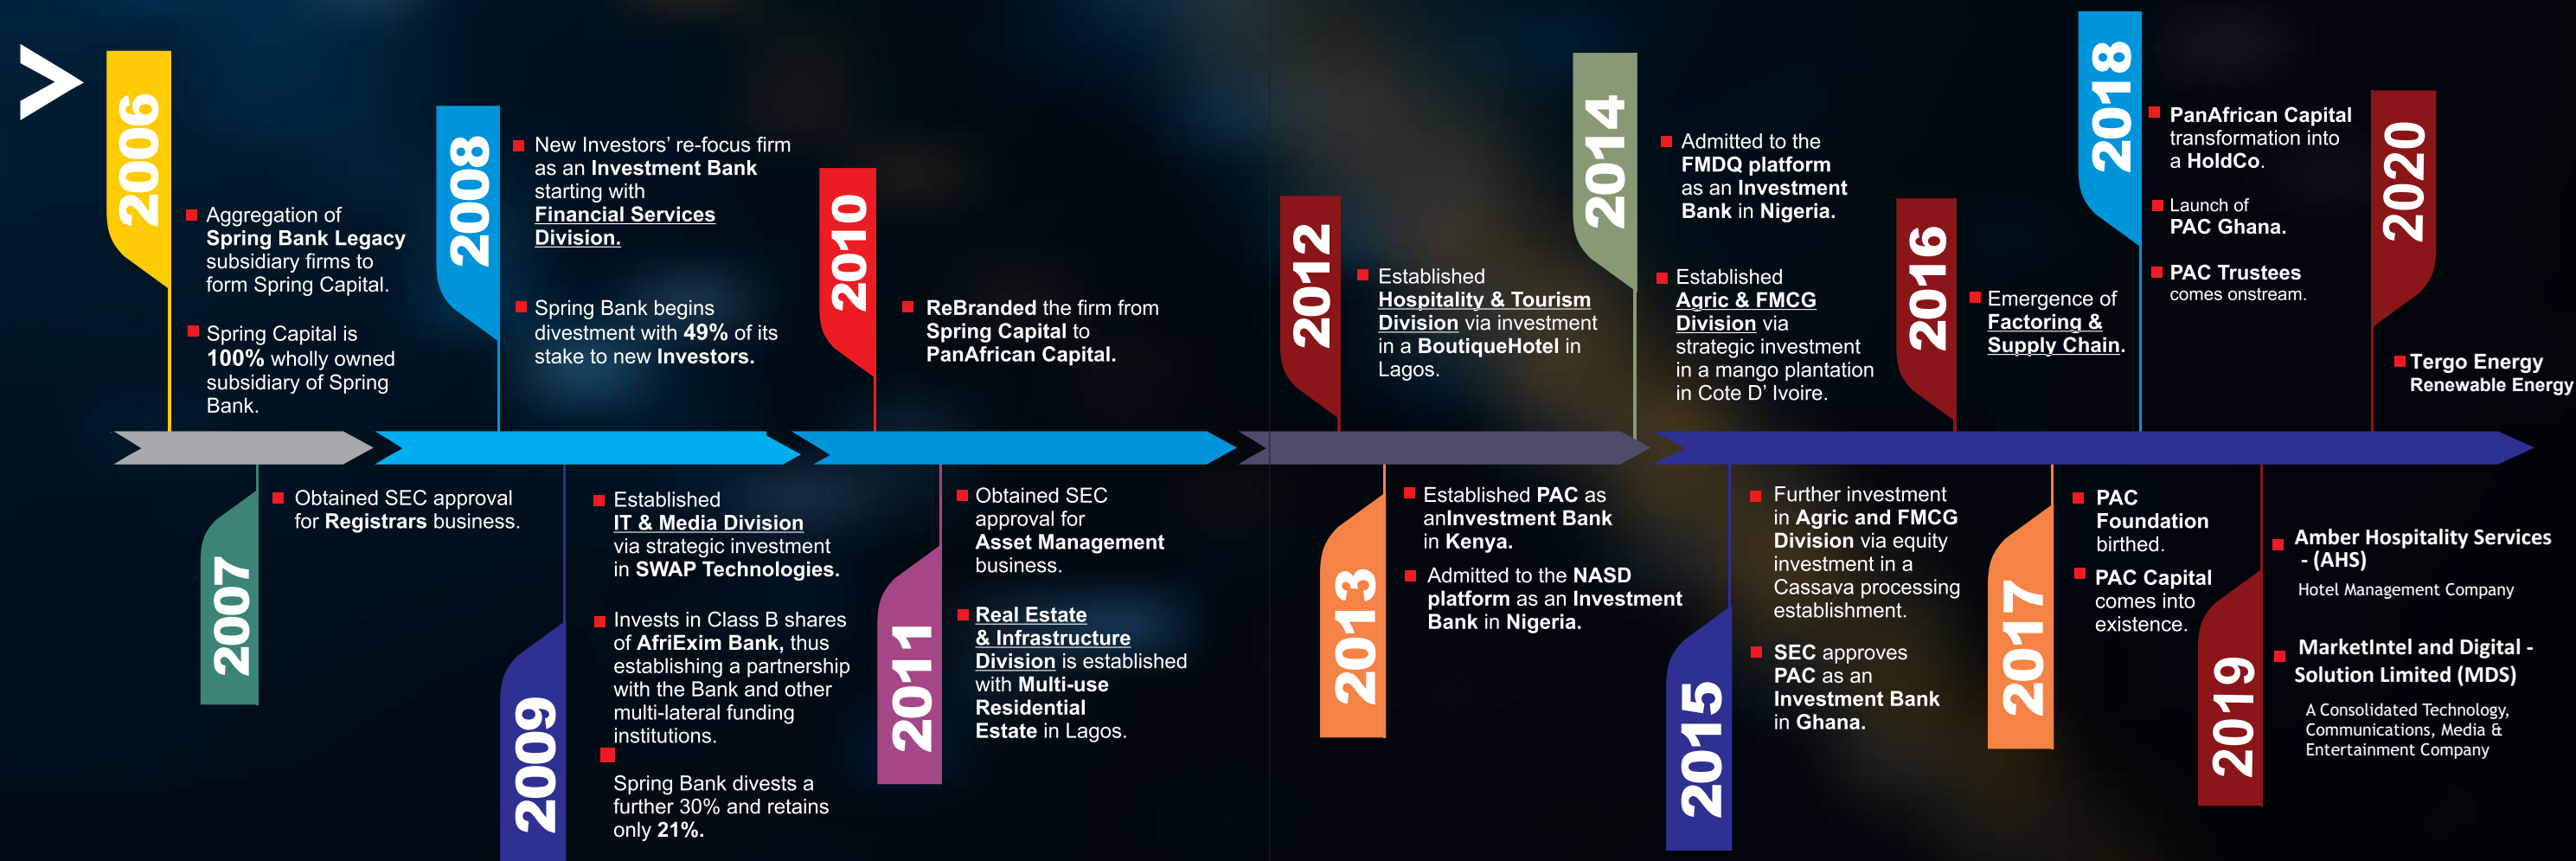 2006
Aggregation of
Spring Bank Legacy
subsidiary firms to
form Spring Capital.
Spring Capital is
100% wholly owned
subsidiary of Spring
Bank.
2007
Obtained SEC approval
for Registrars business.
2008
New Investors’ re-focus firm
as an Investment Bank
starting with
Financial Services
Division.
Spring Bank begins
divestment with 49% of its
stake to new Investors.
2009
Established
IT & Media Division
via strategic investment
in SWAP Technologies.
Invests in Class B shares
of AfriExim Bank, thus
establishing a partnership
with the Bank and other
multi-lateral funding
institutions.
Spring Bank divests a
further 30% and retains
only 21%.
2010
ReBranded the firm from
Spring Capital to
PanAfrican Capital.
2011
Obtained SEC
approval for
Asset Management
business.
Real Estate
& Infrastructure
Division is established
with Multi-use
Residential
Estate in Lagos.
2012
Established
Hospitality & Tourism
Division via investment
in a BoutiqueHotel in
Lagos.
2013
Established PAC as
anInvestment Bank
in Kenya.
Admitted to the NASD
platform as an Investment
Bank in Nigeria.
2014
Admitted to the
FMDQ platform
as an Investment
Bank in Nigeria.
Established
Agric & FMCG
Division via
strategic investment
in a mango plantation
in Cote D’ Ivoire.
2015
Further investment
in Agric and FMCG
Division via equity
investment in a
Cassava processing
establishment.
SEC approves
PAC as an
Investment Bank
in Ghana.
2016
Emergence of
Factoring &
Supply Chain.
2017
PAC
Foundation
birthed.
PAC Capital
comes into
existence.
2018
PanAfrican Capital
transformation into
a HoldCo.
Launch of
PAC Ghana.
PAC Trustees
comes onstream.
2019
Amber Hospitality Services
- (AHS)
Hotel Management Company
MarketIntel and Digital -
Solution Limited (MDS)
A Consolidated Technology,
Communications, Media &
Entertainment Company
2020
Tergo Energy
Renewable Energy